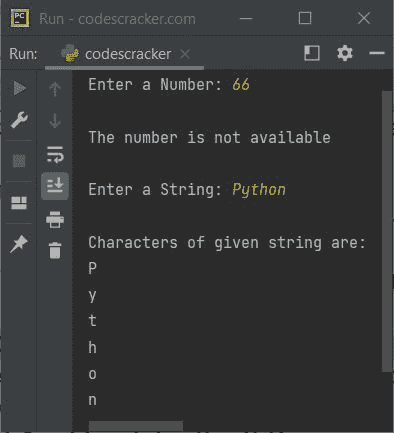 PC
Run - codescracker.com
Run:
codescracker
Enter a Number: 66
The number is not available
Enter a String: Python
Characters of given string are:
P
y
t
h
o
n